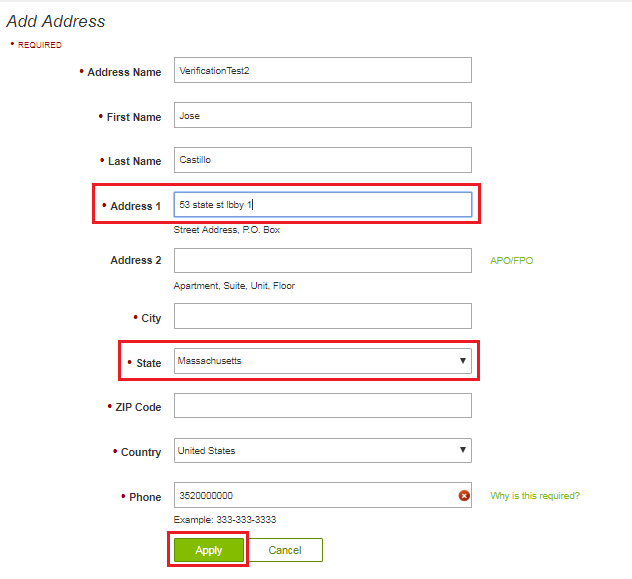 Add Address
• REQUIRED
• Address Name VerificationTest2
• First Name Jose
• Last Name Castillo
• Address 1 53 state st lbby 1
Street Address, P.O. Box
Address 2 APO/FPO
Apartment, Suite, Unit, Floor
• City
• State Massachusetts
• ZIP Code
• Country United States
• Phone 3520000000 Why is this required?
Example: 333-333-3333
Apply Cancel